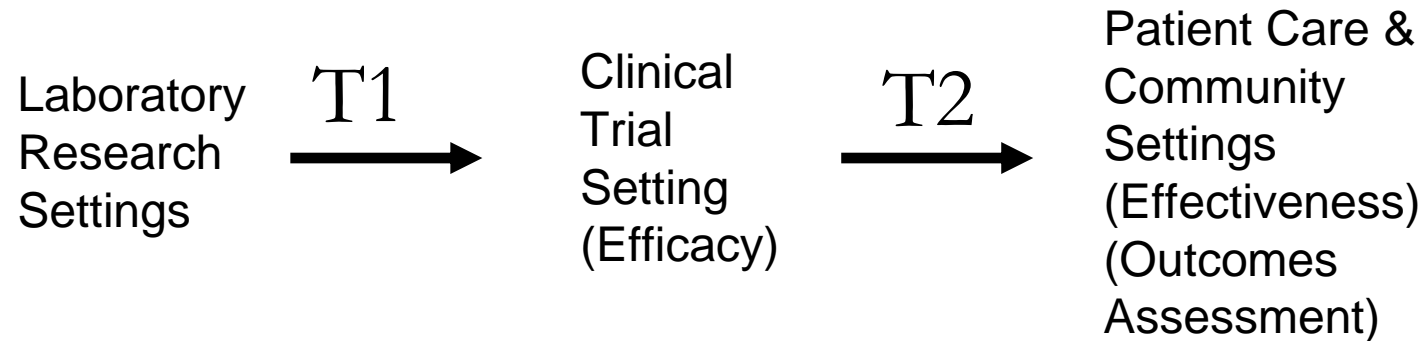 Laboratory
Research
Settings
T1
Clinical
Trial
Setting
(Efficacy)
T2
Patient Care &
Community
Settings
(Effectiveness)
(Outcomes
Assessment)